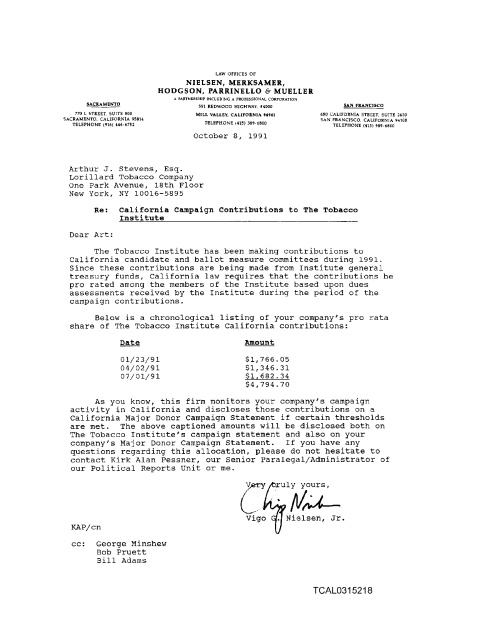 LAW OFFICES OF
NIELSEN, MERKSAMER,
HODGSON, PARRINELLO & MUELLER
A PARTNERSHIP INCLUDING A PROFESSIONAL CORPORATION
SACRAMENTO
770 L STREET, SUITE 800
SACRAMENTO, CALIFORNIA 95814
TELEPHONE (916) 446-6752
591 REDWOOD HIGHWAY, #4000
MILL VALLEY, CALIFORNIA 94941
TELEPHONE (415) 389-6800
SAN FRANCISCO
650 CALIFORNIA STREET, SUITE 2650
SAN FRANCISCO, CALIFORNIA 94108
TELEPHONE (415) 989-6800
October 8, 1991
Arthur J. Stevens, Esq.
Lorillard Tobacco Company
One Park Avenue, 18th Floor
New York, NY 10016-5895
Re: California Campaign Contributions to The Tobacco
Institute
Dear Art:
The Tobacco Institute has been making contributions to
California candidate and ballot measure committees during 1991.
Since these contributions are being made from Institute general
treasury funds, California law requires that the contributions be
pro rated among the members of the Institute based upon dues
assessments received by the Institute during the period of the
campaign contributions.
Below is a chronological listing of your company's pro rata
share of The Tobacco Institute California contributions:
Date Amount
01/23/91 $1,766.05
04/02/91 $1,346.31
07/01/91 $1,682.34
$4,794.70
As you know, this firm monitors your company's campaign
activity in California and discloses those contributions on a
California Major Donor Campaign Statement if certain thresholds
are met. The above captioned amounts will be disclosed both on
The Tobacco Institute's campaign statement and also on your
company's Major Donor Campaign Statement. If you have any
questions regarding this allocation, please do not hesitate to
contact Kirk Alan Pessner, our Senior Paralegal/Administrator of
our Political Reports Unit or me.
Very truly yours,
Vigo G. Nielsen, Jr.
KAP/cn
cc: George Minshew
Bob Pruett
Bill Adams
TCAL0315218